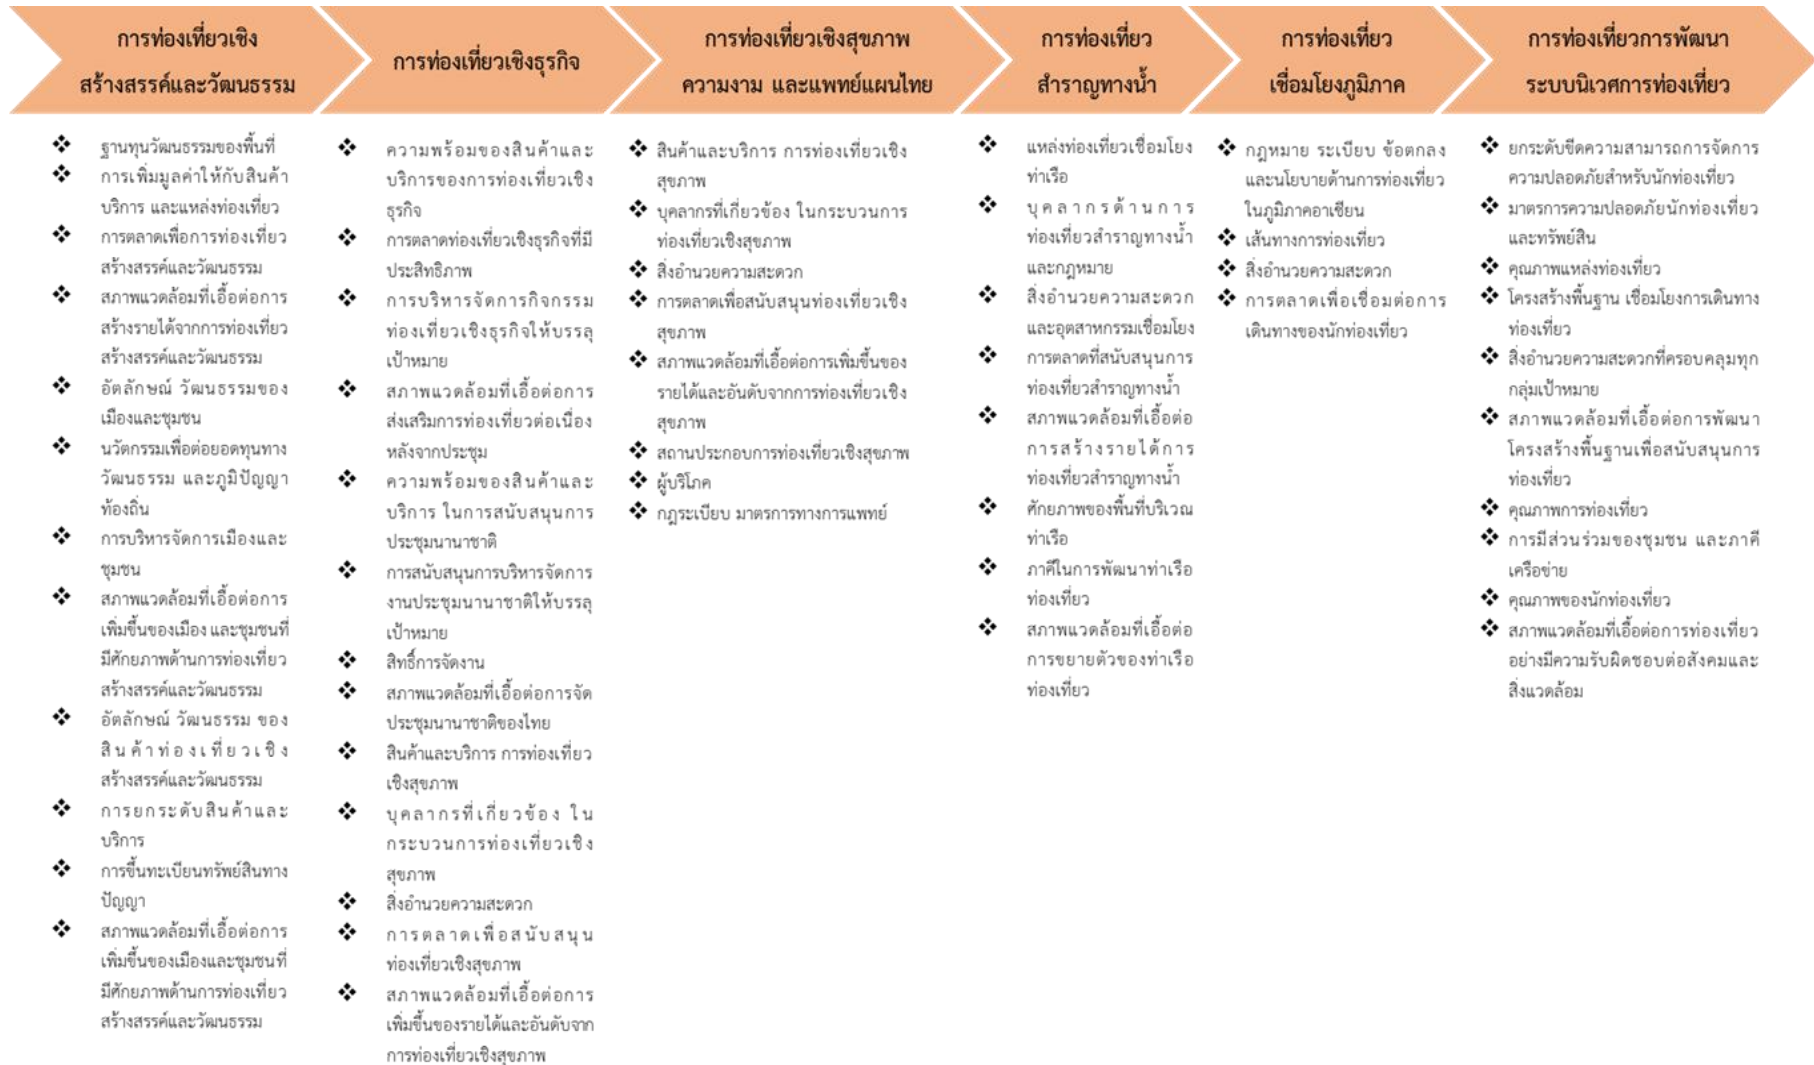 การท่องเที่ยวเชิง
สร้างสรรค์และวัฒนธรรม
การท่องเที่ยวเชิงธุรกิจ
การท่องเที่ยวเชิงสุขภาพ
ความงาม และแพทย์แผนไทย
การท่องเที่ยว
สำราญทางน้ำ
การท่องเที่ยว
เชื่อมโยงภูมิภาค
การท่องเที่ยวการพัฒนา
ระบบนิเวศการท่องเที่ยว
❖ ฐานทุนวัฒนธรรมของพื้นที่
❖ การเพิ่มมูลค่าให้กับสินค้า
บริการ และแหล่งท่องเที่ยว
❖ การตลาดเพื่อการท่องเที่ยว
สร้างสรรค์และวัฒนธรรม
❖ สภาพแวดล้อมที่เอื้อต่อการ
สร้างรายได้จากการท่องเที่ยว
สร้างสรรค์และวัฒนธรรม
❖ อัตลักษณ์ วัฒนธรรมของ
เมืองและชุมชน
❖ นวัตกรรมเพื่อต่อยอดทุนทาง
วัฒนธรรม และภูมิปัญญา
ท้องถิ่น
❖ การบริหารจัดการเมืองและ
ชุมชน
❖ สภาพแวดล้อมที่เอื้อต่อการ
เพิ่มขึ้นของเมือง และชุมชนที่
มีศักยภาพด้านการท่องเที่ยว
สร้างสรรค์และวัฒนธรรม
❖ อัตลักษณ์ วัฒนธรรม ของ
สินค้าท่องเที่ยวเชิง
สร้างสรรค์และวัฒนธรรม
❖ การยกระดับสินค้าและ
บริการ
❖ การขึ้นทะเบียนทรัพย์สินทาง
ปัญญา
❖ สภาพแวดล้อมที่เอื้อต่อการ
เพิ่มขึ้นของเมืองและชุมชนที่
มีศักยภาพด้านการท่องเที่ยว
สร้างสรรค์และวัฒนธรรม
❖ ความพร้อมของสินค้าและ
บริการของการท่องเที่ยวเชิง
ธุรกิจ
❖ การตลาดท่องเที่ยวเชิงธุรกิจที่มี
ประสิทธิภาพ
❖ การบริหารจัดการกิจกรรม
ท่องเที่ยวเชิงธุรกิจให้บรรลุ
เป้าหมาย
❖ สภาพแวดล้อมที่เอื้อต่อการ
ส่งเสริมการท่องเที่ยวต่อเนื่อง
หลังจากประชุม
❖ ความพร้อมของสินค้าและ
บริการ ในการสนับสนุนการ
ประชุมนานาชาติ
❖ การสนับสนุนการบริหารจัดการ
งานประชุมนานาชาติให้บรรลุ
เป้าหมาย
❖ สิทธิ์การจัดงาน
❖ สภาพแวดล้อมที่เอื้อต่อการจัด
ประชุมนานาชาติของไทย
❖ สินค้าและบริการ การท่องเที่ยว
เชิงสุขภาพ
❖ บุคลากรที่เกี่ยวข้อง ใน
กระบวนการท่องเที่ยวเชิง
สุขภาพ
❖ สิ่งอำนวยความสะดวก
❖ การตลาดเพื่อสนับสนุน
ท่องเที่ยวเชิงสุขภาพ
❖ สภาพแวดล้อมที่เอื้อต่อการ
เพิ่มขึ้นของรายได้และอันดับจาก
การท่องเที่ยวเชิงสุขภาพ
❖ สินค้าและบริการ การท่องเที่ยวเชิง
สุขภาพ
❖ บุคลากรที่เกี่ยวข้อง ในกระบวนการ
ท่องเที่ยวเชิงสุขภาพ
❖ สิ่งอำนวยความสะดวก
❖ การตลาดเพื่อสนับสนุนท่องเที่ยวเชิง
สุขภาพ
❖ สภาพแวดล้อมที่เอื้อต่อการเพิ่มขึ้นของ
รายได้และอันดับจากการท่องเที่ยวเชิง
สุขภาพ
❖ สถานประกอบการท่องเที่ยวเชิงสุขภาพ
❖ ผู้บริโภค
❖ กฎระเบียบ มาตรการทางการแพทย์
❖ แหล่งท่องเที่ยวเชื่อมโยง
ท่าเรือ
❖ บุคลากรด้านการ
ท่องเที่ยวสำราญทางน้ำ
และกฎหมาย
❖ สิ่งอำนวยความสะดวก
และอุตสาหกรรมเชื่อมโยง
❖ การตลาดที่สนับสนุนการ
ท่องเที่ยวสำราญทางน้ำ
❖ สภาพแวดล้อมที่เอื้อต่อ
การสร้างรายได้การ
ท่องเที่ยวสำราญทางน้ำ
❖ ศักยภาพของพื้นที่บริเวณ
ท่าเรือ
❖ ภาคีในการพัฒนาท่าเรือ
ท่องเที่ยว
❖ สภาพแวดล้อมที่เอื้อต่อ
การขยายตัวของท่าเรือ
ท่องเที่ยว
❖ กฎหมาย ระเบียบ ข้อตกลง
และนโยบายด้านการท่องเที่ยว
ในภูมิภาคอาเซียน
❖ เส้นทางการท่องเที่ยว
❖ สิ่งอำนวยความสะดวก
❖ การตลาดเพื่อเชื่อมต่อการ
เดินทางของนักท่องเที่ยว
❖ ยกระดับขีดความสามารถการจัดการ
ความปลอดภัยสำหรับนักท่องเที่ยว
❖ มาตรการความปลอดภัยนักท่องเที่ยว
และทรัพย์สิน
❖ คุณภาพแหล่งท่องเที่ยว
❖ โครงสร้างพื้นฐาน เชื่อมโยงการเดินทาง
ท่องเที่ยว
❖ สิ่งอำนวยความสะดวกที่ครอบคลุมทุก
กลุ่มเป้าหมาย
❖ สภาพแวดล้อมที่เอื้อต่อการพัฒนา
โครงสร้างพื้นฐานเพื่อสนับสนุนการ
ท่องเที่ยว
❖ คุณภาพการท่องเที่ยว
❖ การมีส่วนร่วมของชุมชน และภาคี
เครือข่าย
❖ คุณภาพของนักท่องเที่ยว
❖ สภาพแวดล้อมที่เอื้อต่อการท่องเที่ยว
อย่างมีความรับผิดชอบต่อสังคมและ
สิ่งแวดล้อม